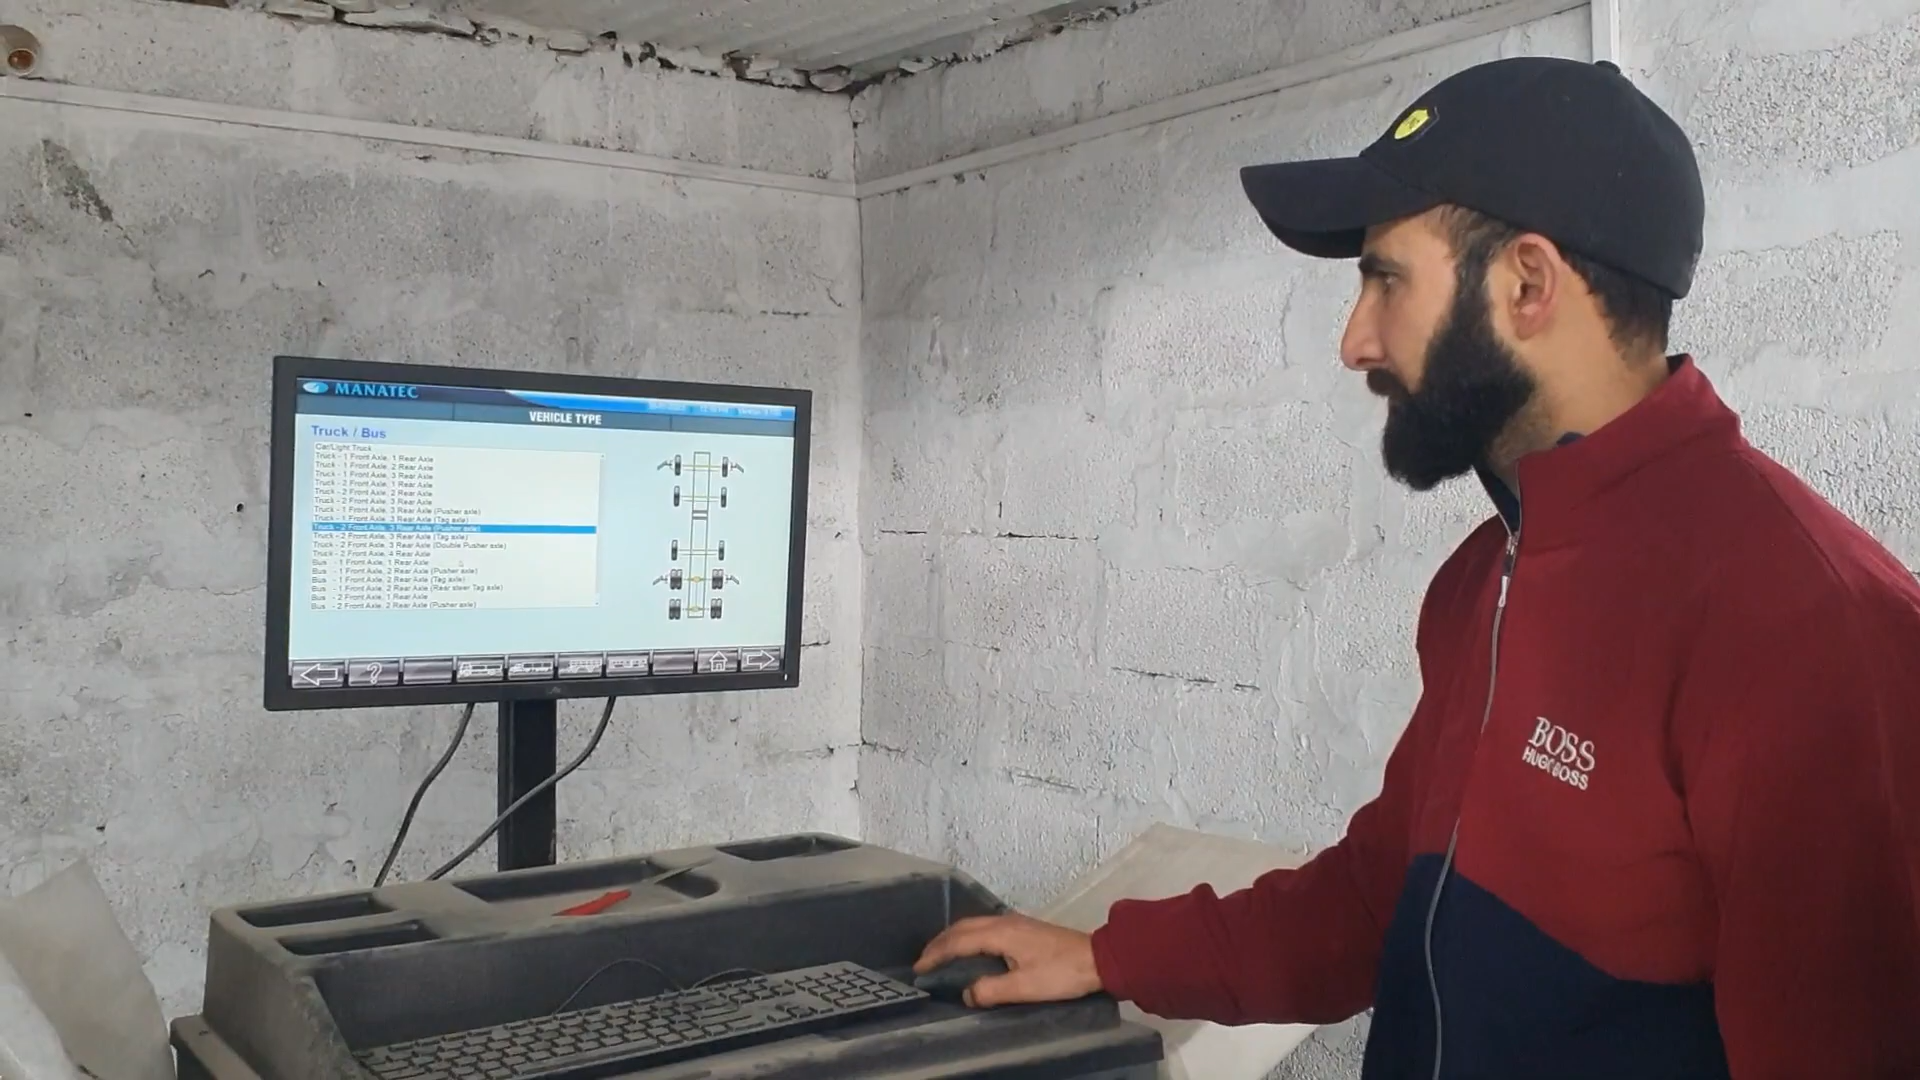 MANATEC
VEHICLE TYPE
Truck / Bus
Car/Light Truck
Truck - 1 Front Axle, 1 Rear Axle
Truck - 1 Front Axle, 2 Rear Axle
Truck - 1 Front Axle, 3 Rear Axle
Truck - 2 Front Axle, 1 Rear Axle
Truck - 2 Front Axle, 2 Rear Axle
Truck - 2 Front Axle, 3 Rear Axle
Truck - 1 Front Axle, 3 Rear Axle (Pusher axle)
Truck - 1 Front Axle, 3 Rear Axle (Tag axle)
Truck - 2 Front Axle, 3 Rear Axle (Pusher axle)
Truck - 2 Front Axle, 3 Rear Axle (Tag axle)
Truck - 2 Front Axle, 3 Rear Axle (Double Pusher axle)
Truck - 2 Front Axle, 4 Rear Axle
Bus - 1 Front Axle, 1 Rear Axle
Bus - 1 Front Axle, 2 Rear Axle (Pusher axle)
Bus - 1 Front Axle, 2 Rear Axle (Tag axle)
Bus - 1 Front Axle, 2 Rear Axle (Rear steer Tag axle)
Bus - 2 Front Axle, 1 Rear Axle
Bus - 2 Front Axle, 2 Rear Axle (Pusher axle)
?
BOSS
HUGO BOSS